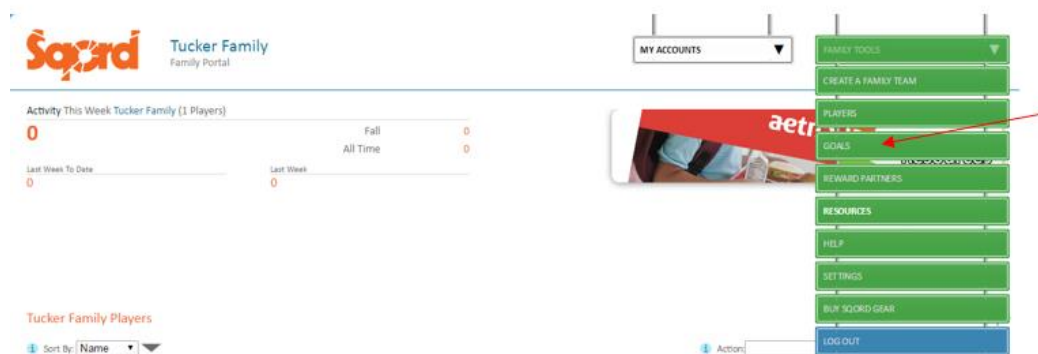 Sqord
Tucker Family
Family Portal
MY ACCOUNTS
FAMILY TOOLS
CREATE A FAMILY TEAM
PLAYERS
GOALS
REWARD PARTNERS
RESOURCES
HELP
SETTINGS
BUY SQORD GEAR
LOG OUT
Activity This Week Tucker Family (1 Players)
0
Fall 0
All Time 0
Last Week To Date
0
Last Week
0
Tucker Family Players
Sort By: Name
Action: